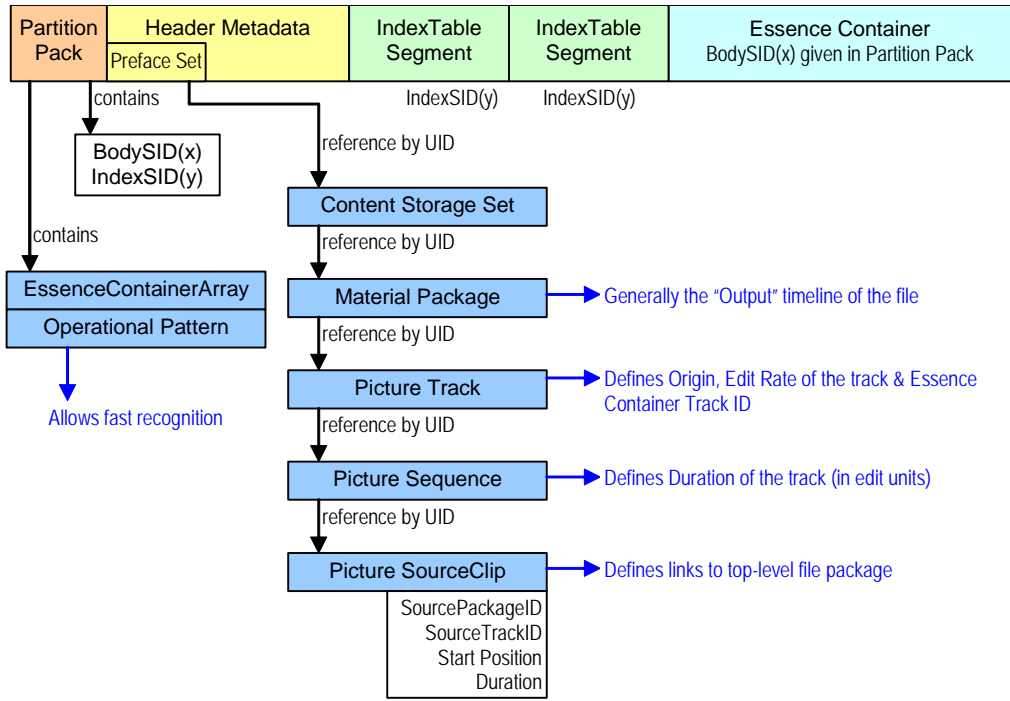 Partition
Pack
Header Metadata
Preface Set
IndexTable
Segment
IndexTable
Segment
Essence Container
BodySID(x) given in Partition Pack
IndexSID(y)
IndexSID(y)
contains
BodySID(x)
IndexSID(y)
reference by UID
contains
Content Storage Set
reference by UID
EssenceContainerArray
Operational Pattern
Allows fast recognition
Material Package
Generally the “Output” timeline of the file
reference by UID
Picture Track
Defines Origin, Edit Rate of the track & Essence
Container Track ID
reference by UID
Picture Sequence
Defines Duration of the track (in edit units)
reference by UID
Picture SourceClip
Defines links to top-level file package
SourcePackageID
SourceTrackID
Start Position
Duration